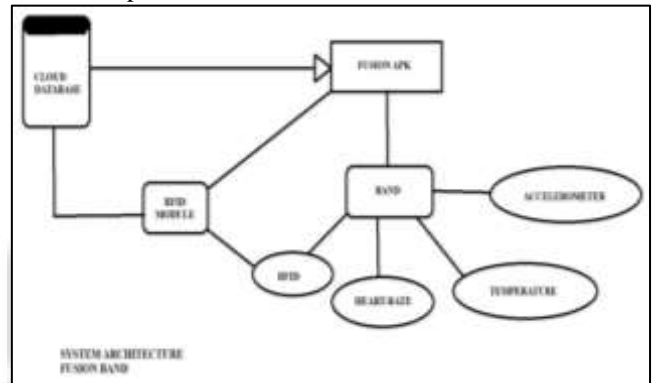 CLOUD
DATABASE
FUSION APK
RFID
MODULE
BAND
ACCELEROMETER
RFID
HEART-RATE
TEMPERATURE
SYSTEM ARCHITECTURE
FUSION BAND